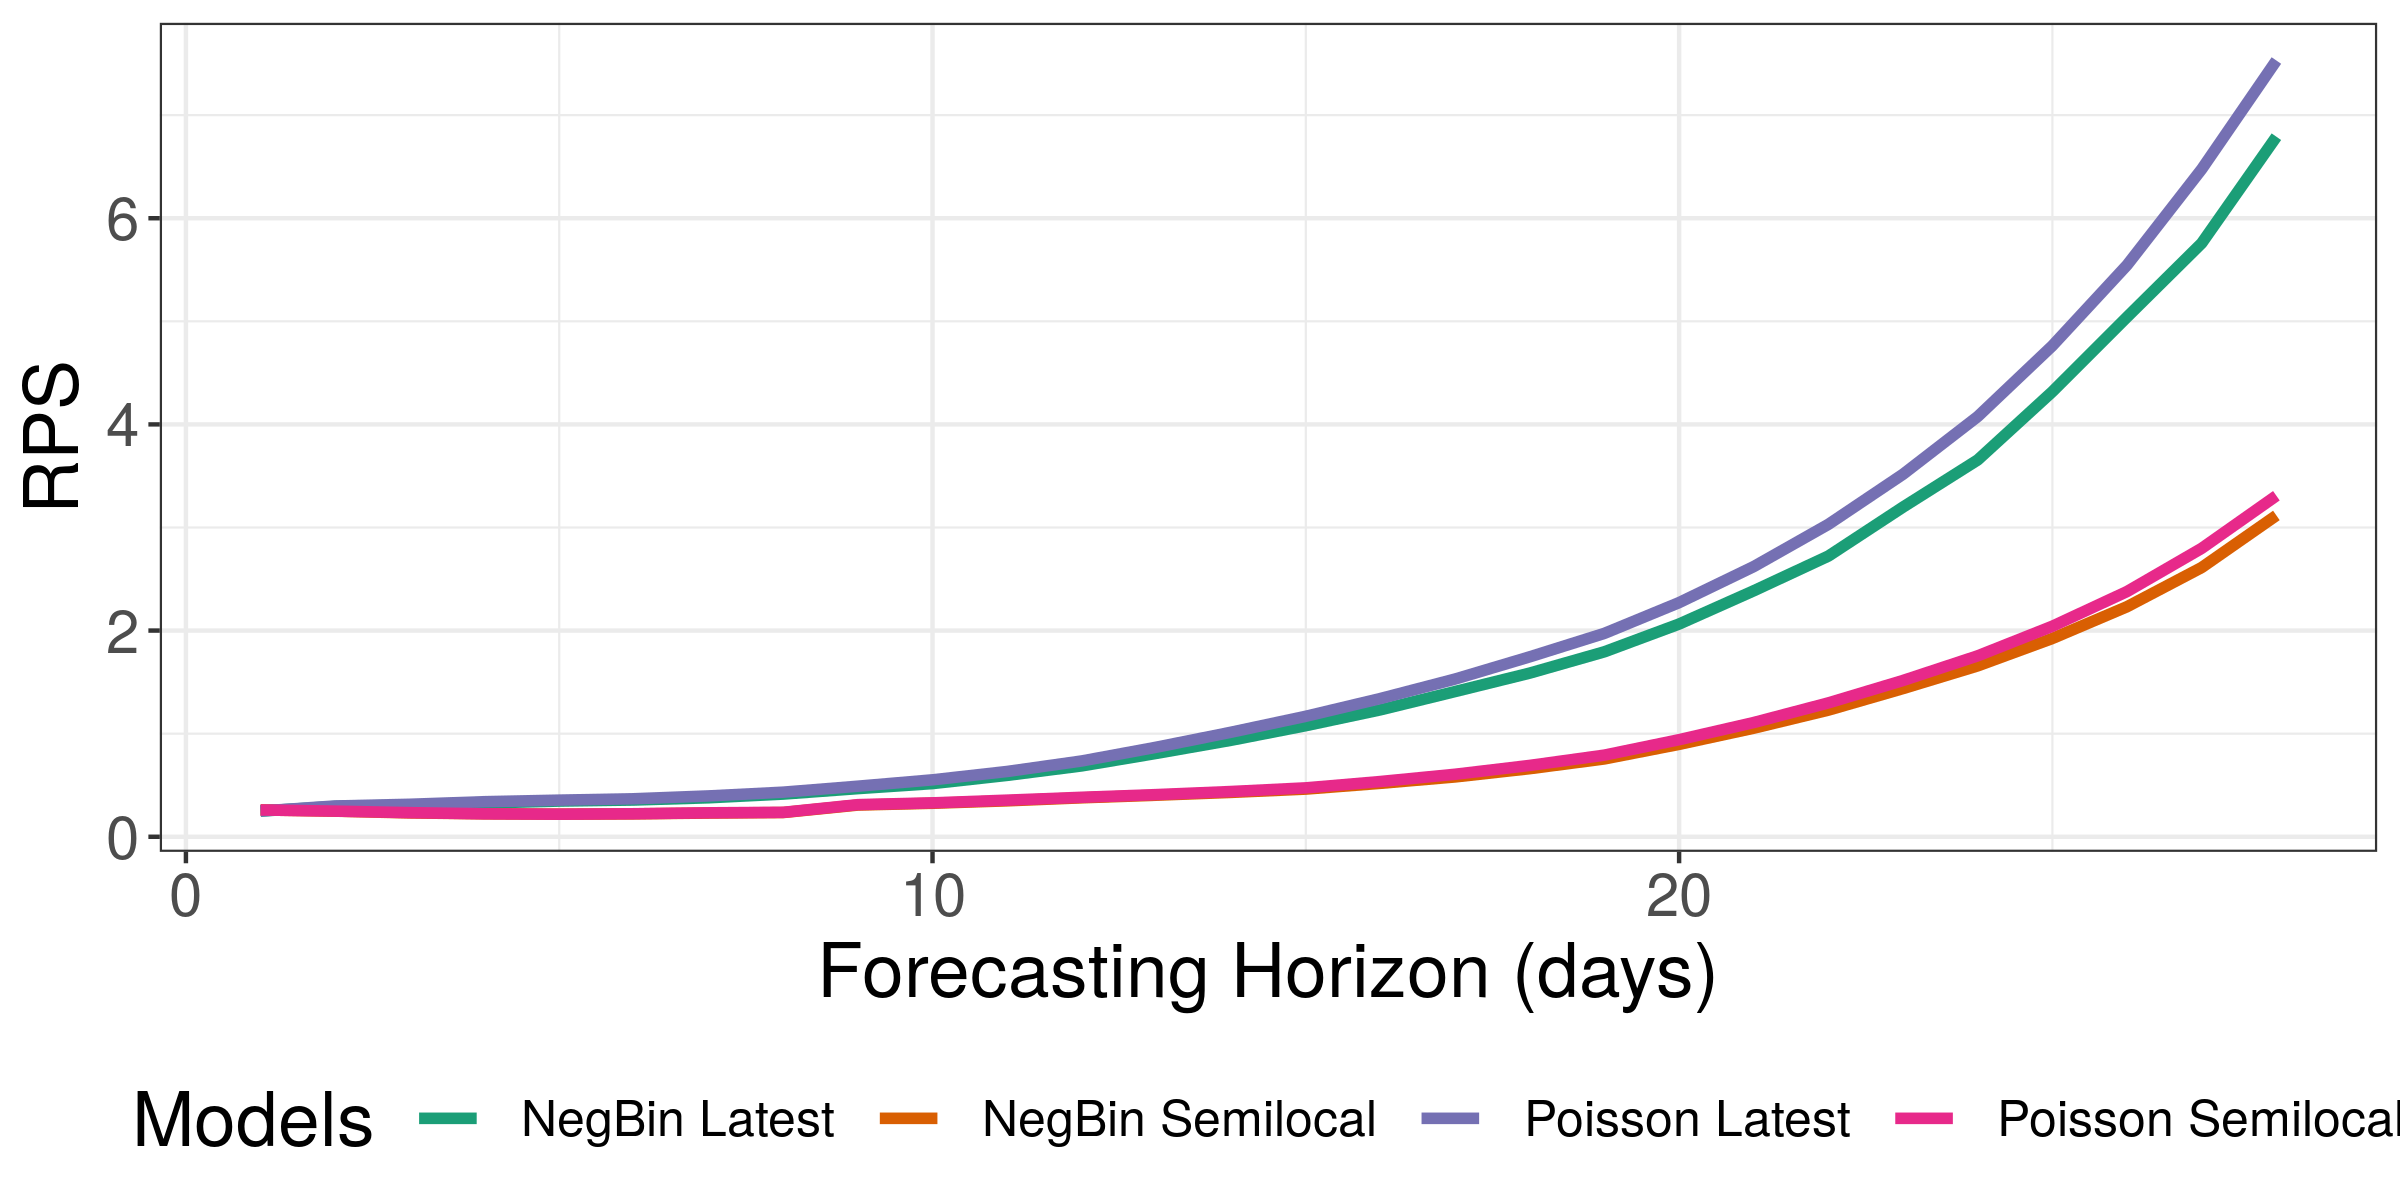 RPS
6
4
2
0
0 10 20
Forecasting Horizon (days)
Models NegBin Latest NegBin Semilocal Poisson Latest Poisson Semilocal